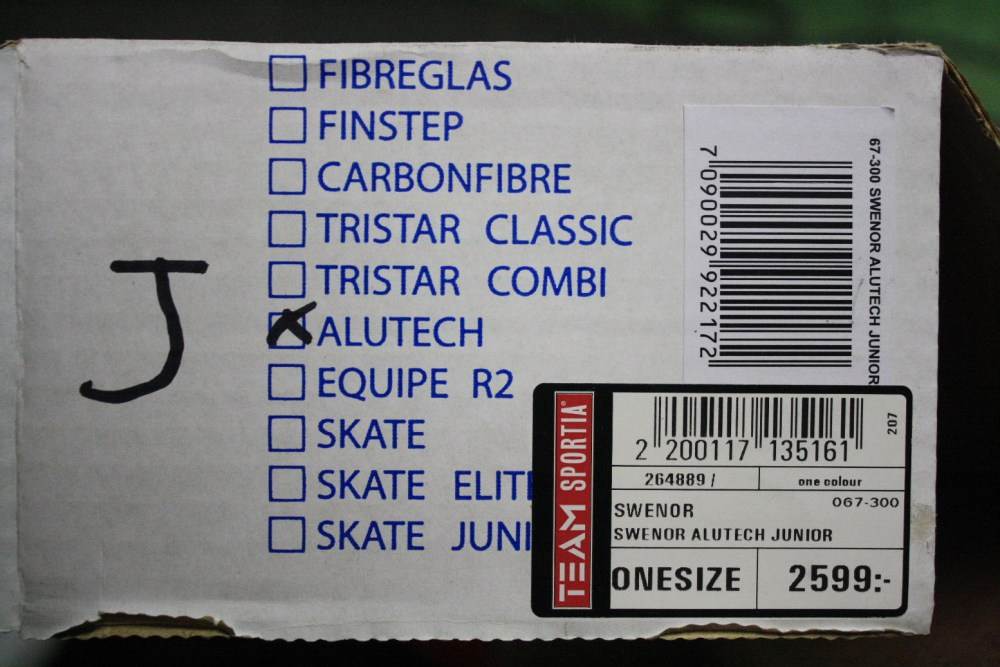 FIBREGLAS
FINSTEP
CARBONFIBRE
TRISTAR CLASSIC
TRISTAR COMBI
ALUTECH
EQUIPE R2
SKATE
SKATE ELITE
SKATE JUNI
J
7 090029 922172
67-300 SWENOR ALUTECH JUNIOR
TEAM SPORTIA
2 200117 135161
207
264889 / one colour
067-300
SWENOR
SWENOR ALUTECH JUNIOR
ONESIZE 2599:-